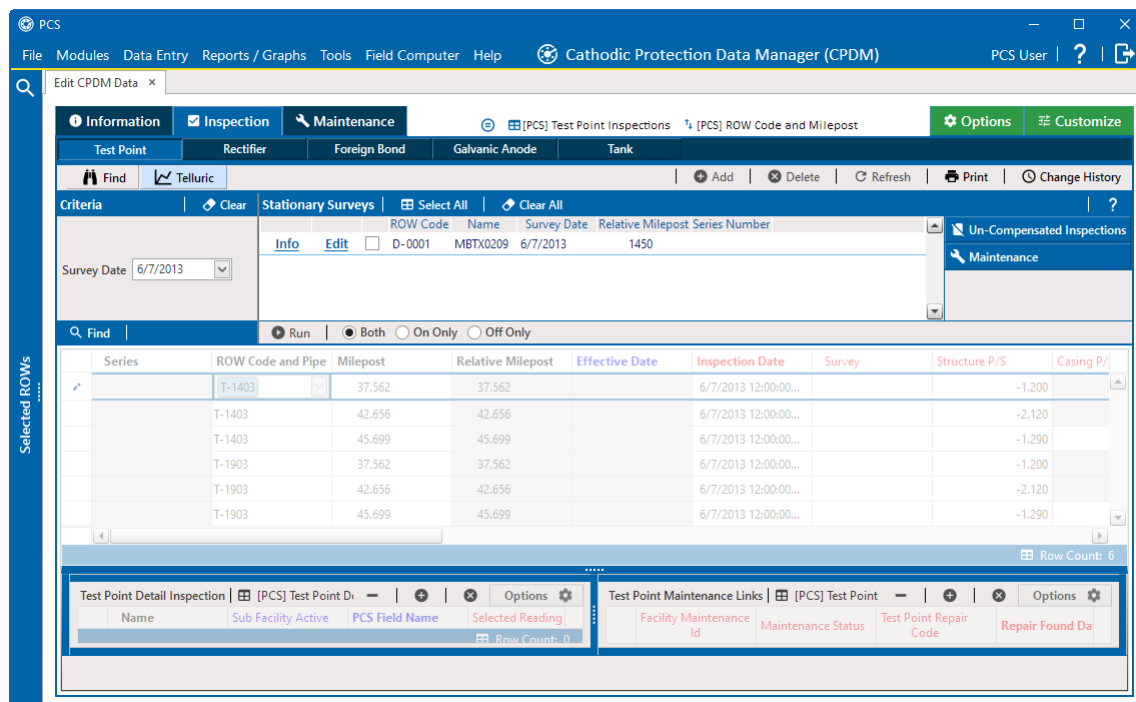 PCS
File Modules Data Entry Reports / Graphs Tools Field Computer Help Cathodic Protection Data Manager (CPDM) PCS User | ? |
Edit CPDM Data ×
Information Inspection Maintenance [PCS] Test Point Inspections [PCS] ROW Code and Milepost Options Customize
Test Point Rectifier Foreign Bond Galvanic Anode Tank
Find Telluric | Add | Delete | Refresh | Print | Change History
Criteria | Clear Stationary Surveys | Select All | Clear All | ?
ROW Code Name Survey Date Relative Milepost Series Number
Info Edit D-0001 MBTX0209 6/7/2013 1450
Un-Compensated Inspections
Maintenance
Survey Date 6/7/2013
Find | Run | Both On Only Off Only
Selected ROWs
Series ROW Code and Pipe Milepost Relative Milepost Effective Date Inspection Date Survey Structure P/S Casing P/
T-1403 37.562 37.562 6/7/2013 12:00:00... -1.200
T-1403 42.656 42.656 6/7/2013 12:00:00... -2.120
T-1403 45.699 45.699 6/7/2013 12:00:00... -1.290
T-1903 37.562 37.562 6/7/2013 12:00:00... -1.200
T-1903 42.656 42.656 6/7/2013 12:00:00... -2.120
T-1903 45.699 45.699 6/7/2013 12:00:00... -1.290
Row Count: 6
Test Point Detail Inspection | [PCS] Test Point D Options
Name Sub Facility Active PCS Field Name Selected Reading
Row Count: 0
Test Point Maintenance Links | [PCS] Test Point Options
Facility Maintenance Id Maintenance Status Test Point Repair Code Repair Found Da